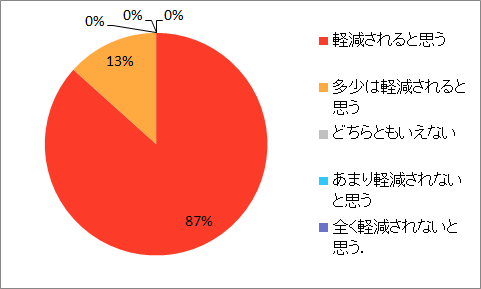 0% 0% 0%
13%
87%
軽減されると思う
多少は軽減されると
思う
どちらともいえない
あまり軽減されない
と思う
全く軽減されないと
思う.